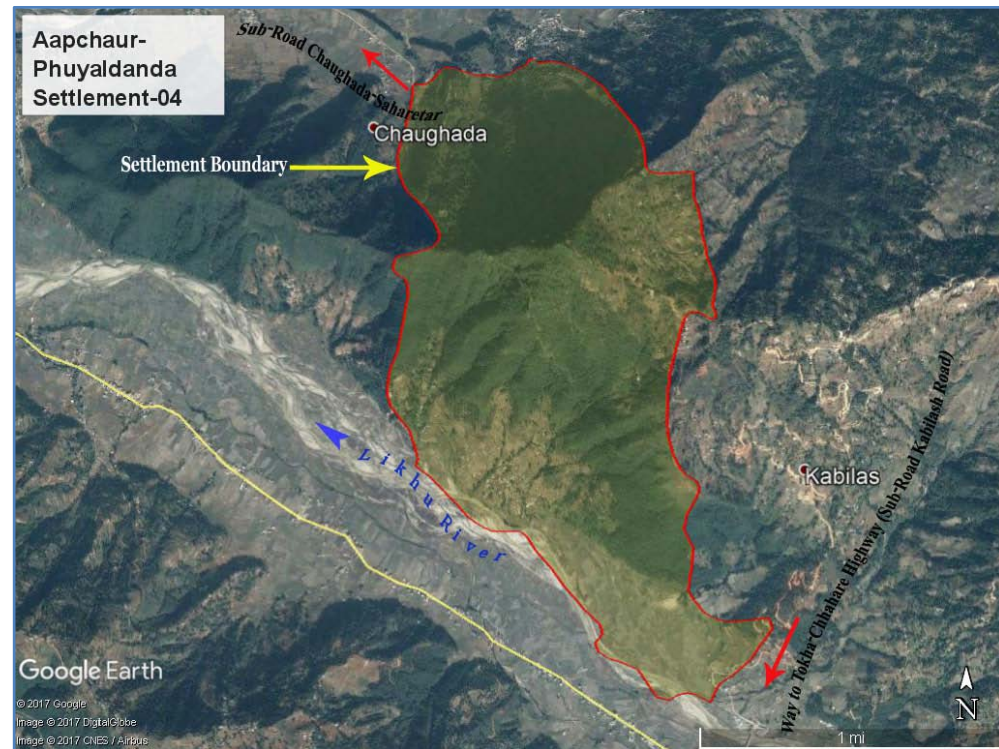 Aapchaur-
Phuyaldanda
Settlement-04
Sub-Road Chaughada-Saharetar
Chaughada
Settlement Boundary
Likhu River
Kabilas
Way to Tokha-Chhahare Highway (Sub-Road Kabilash Road)
Google Earth
© 2017 Google
Image © 2017 DigitalGlobe
Image © 2017 CNES / Airbus
N
1 mi